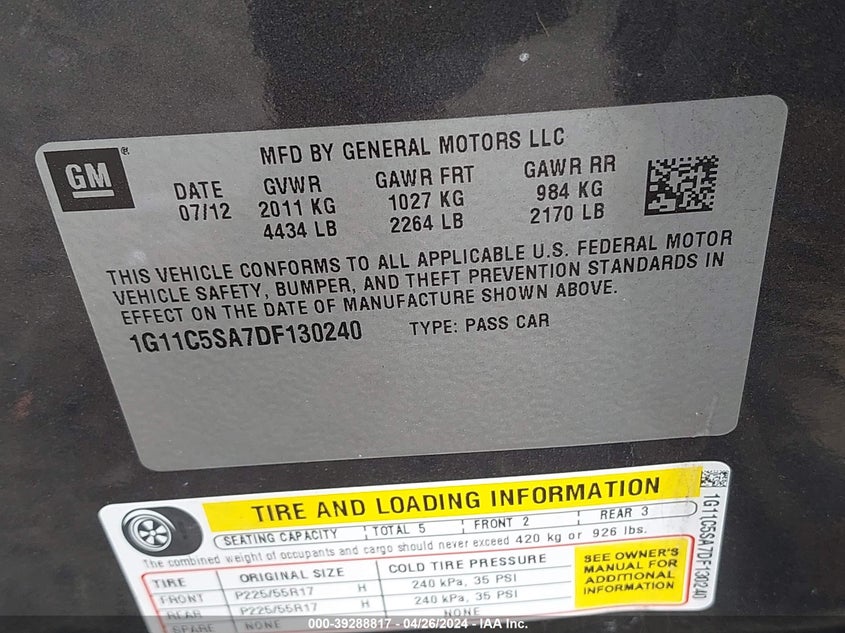 GM
MFD BY GENERAL MOTORS LLC
DATE GVWR GAWR FRT GAWR RR
07/12 2011 KG 1027 KG 984 KG
4434 LB 2264 LB 2170 LB
THIS VEHICLE CONFORMS TO ALL APPLICABLE U.S. FEDERAL MOTOR
VEHICLE SAFETY, BUMPER, AND THEFT PREVENTION STANDARDS IN
EFFECT ON THE DATE OF MANUFACTURE SHOWN ABOVE.
1G11C5SA7DF130240 TYPE: PASS CAR
TIRE AND LOADING INFORMATION
SEATING CAPACITY TOTAL 5 FRONT 2 REAR 3
The combined weight of occupants and cargo should never exceed 420 kg or 926 lbs.
TIRE ORIGINAL SIZE COLD TIRE PRESSURE
FRONT P225/55R17 H 240 kPa, 35 PSI
REAR P225/55R17 H 240 kPa, 35 PSI
SPARE NONE NONE
SEE OWNER'S
MANUAL FOR
ADDITIONAL
INFORMATION
1G11C5SA7DF130240
000-39288817 - 04/26/2024 - IAA Inc.